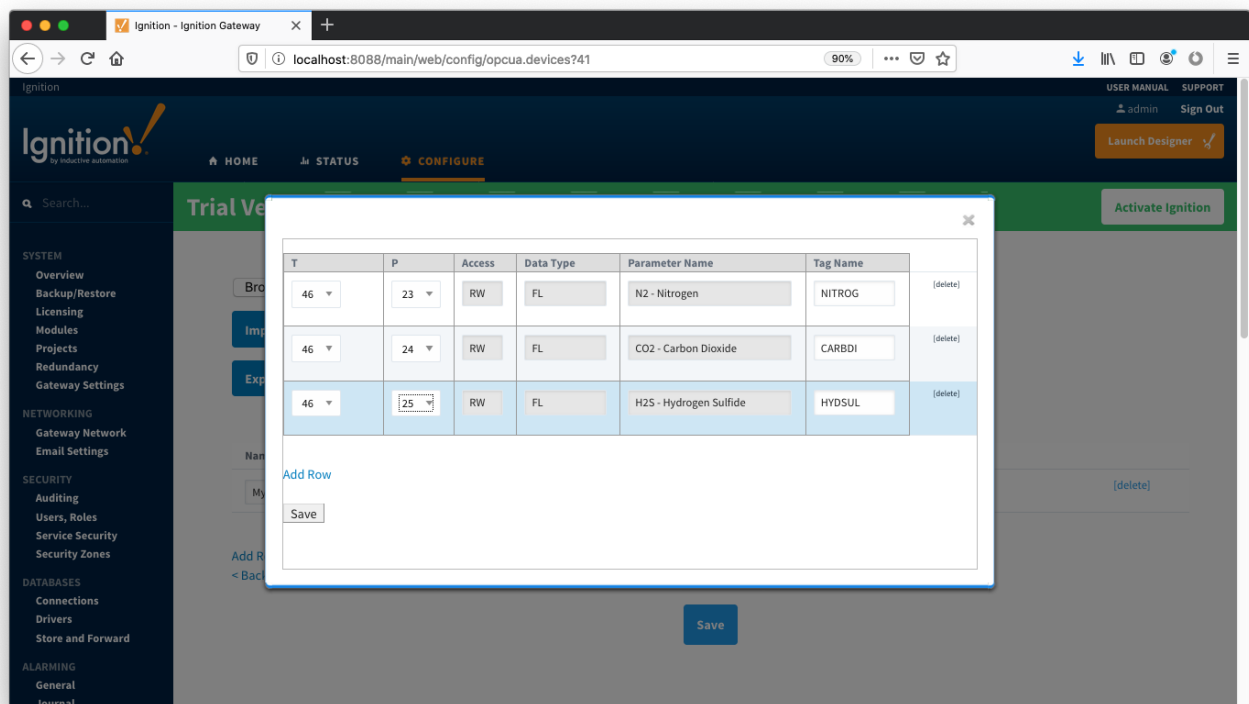 Ignition - Ignition Gateway
localhost:8088/main/web/config/opcua.devices?41
90%
Ignition
USER MANUAL SUPPORT
admin Sign Out
Ignition!
by inductive automation
Launch Designer
HOME STATUS CONFIGURE
Search...
Trial Ve
Activate Ignition
SYSTEM
Overview
Backup/Restore
Licensing
Modules
Projects
Redundancy
Gateway Settings
NETWORKING
Gateway Network
Email Settings
SECURITY
Auditing
Users, Roles
Service Security
Security Zones
DATABASES
Connections
Drivers
Store and Forward
ALARMING
General
Journal
Bro
Imp
Exp
Nam
My
[delete]
Add R
< Back
Save
T P Access Data Type Parameter Name Tag Name
46 23 RW FL N2 - Nitrogen NITROG [delete]
46 24 RW FL CO2 - Carbon Dioxide CARBDI [delete]
46 25 RW FL H2S - Hydrogen Sulfide HYDSUL [delete]
Add Row
Save